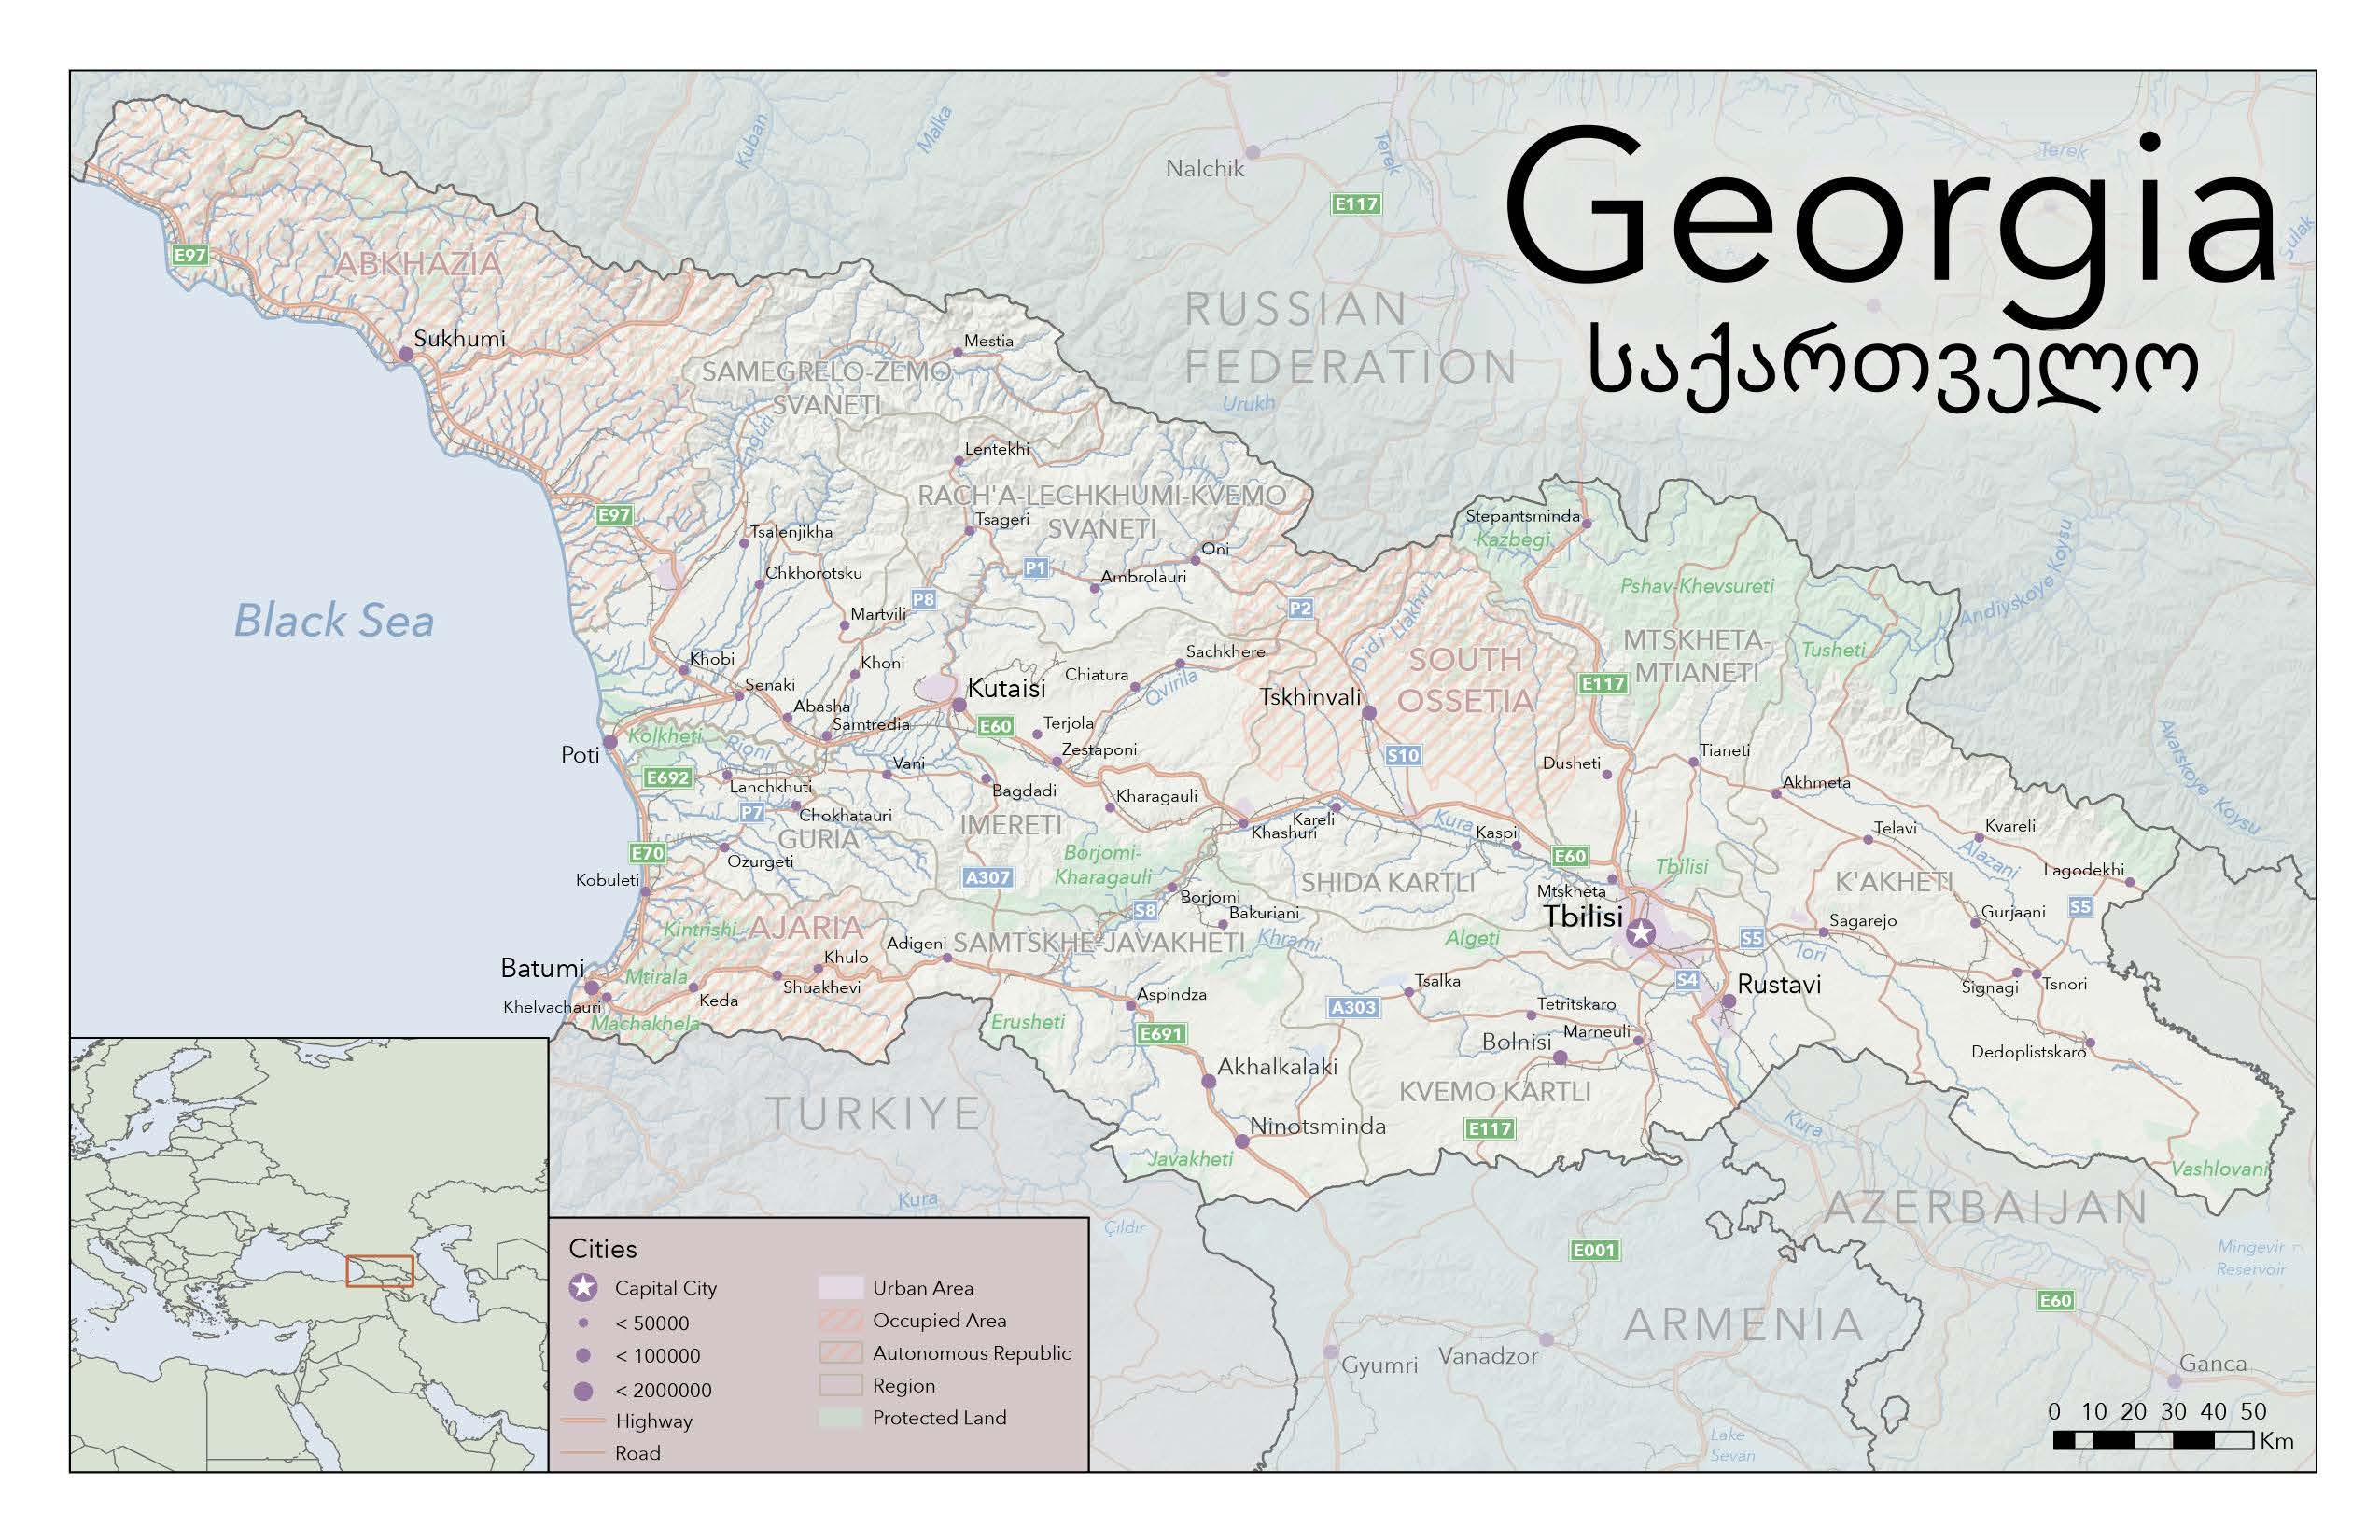 Georgia
საქართველო
Kuban
Malka
Terek
Terek
Sulak
Nalchik
E117
E97
ABKHAZIA
Sukhumi
RUSSIAN
FEDERATION
Urukh
Mestia
SAMEGRELO-ZEMO
SVANETI
Enguri
Lentekhi
RACH'A-LECHKHUMI-KVEMO
SVANETI
Tsageri
E97
Tsalenjikha
Chkhorotsku
Stepantsminda
Kazbegi
Pshav-Khevsureti
Andiyskoye Koysu
Oni
P1
Ambrolauri
P8
P2
Martvili
Black Sea
Didi Liakhvi
MTSKHETA-
MTIANETI
Tusheti
Khobi
Khoni
Sachkhere
Chiatura
Qvirila
SOUTH
OSSETIA
E117
Senaki
Kutaisi
Tskhinvali
Abasha
Samtredia
E60
Terjola
Kolkheti
Rioni
Poti
Zestaponi
S10
Dusheti
Tianeti
Avarskoye Koysu
E692
Lanchkhuti
Vani
Bagdadi
Akhmeta
Kharagauli
P7
Chokhatauri
GURIA
IMERETI
Khashuri
Kareli
Kura
Kaspi
Telavi
Kvareli
E70
Ozurgeti
Borjomi-
Kharagauli
E60
Tbilisi
Alazani
Lagodekhi
Kobuleti
A307
SHIDA KARTLI
Mtskheta
K'AKHETI
Borjomi
S8
Bakuriani
Tbilisi
S5
Gurjaani
Sagarejo
Kintrishi
AJARIA
Adigeni
SAMTSKHE-JAVAKHETI
Khrami
Algeti
S5
Iori
Batumi
Mtirala
Khulo
Shuakhevi
Keda
Khelvachauri
Machakhela
Tsalka
S4
Rustavi
Signagi
Tsnori
Aspindza
A303
Tetritskaro
Erusheti
E691
Bolnisi
Marneuli
Dedoplistskaro
Akhalkalaki
KVEMO KARTLI
TURKIYE
Ninotsminda
E117
Kura
Javakheti
Vashlovani
Kura
Çıldır
AZERBAIJAN
Mingevir
Reservoir
E001
E60
ARMENIA
Gyumri
Vanadzor
Ganca
Lake
Sevan
Cities
Capital City
< 50000
< 100000
< 2000000
Highway
Road
Urban Area
Occupied Area
Autonomous Republic
Region
Protected Land
0 10 20 30 40 50
Km